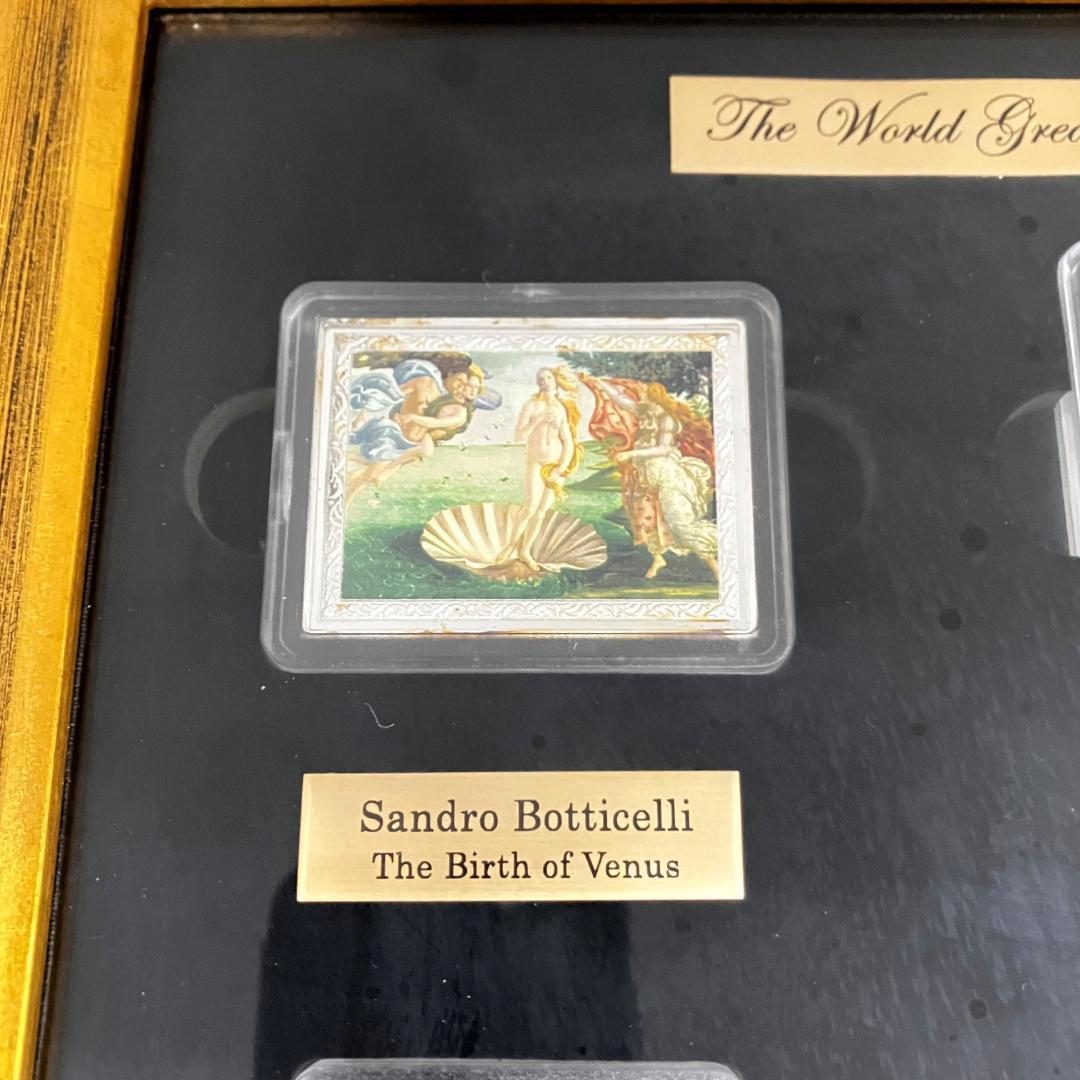 The World
Sandro Botticelli
The Birth of Venus